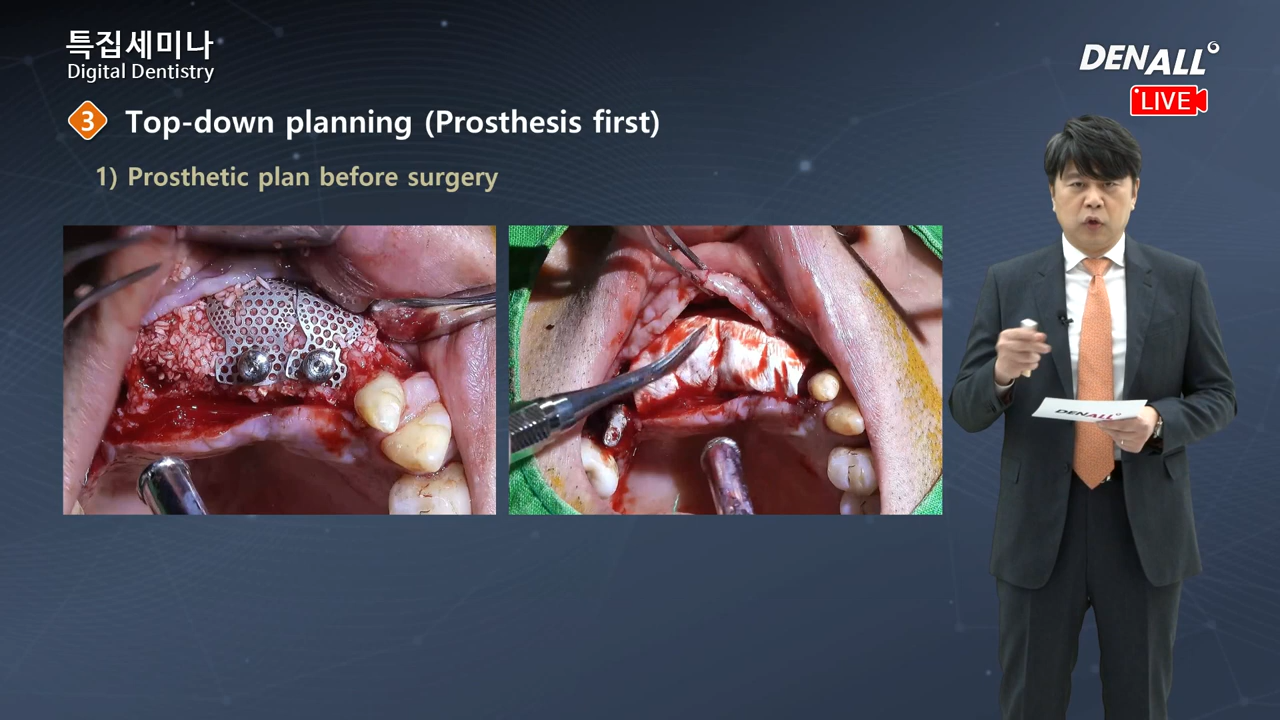 특집세미나
Digital Dentistry
DENALL
LIVE
3 Top-down planning (Prosthesis first)
1) Prosthetic plan before surgery
DENALL